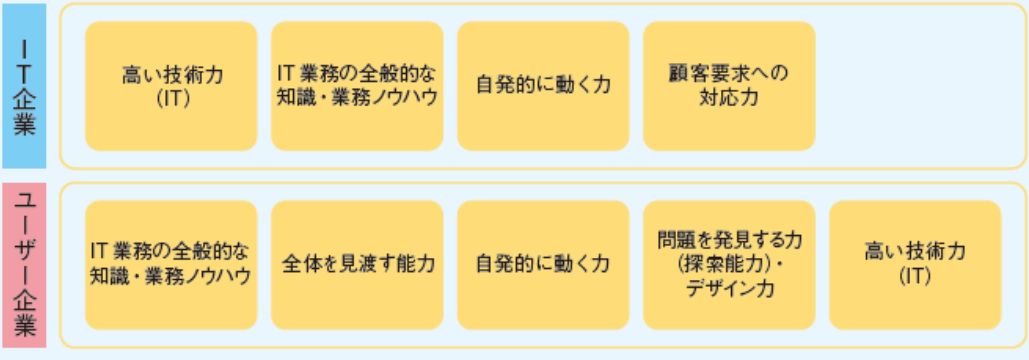 IT企業
高い技術力
(IT)
IT業務の全般的な
知識・業務ノウハウ
自発的に動く力
顧客要求への
対応力
ユーザー企業
IT業務の全般的な
知識・業務ノウハウ
全体を見渡す能力
自発的に動く力
問題を発見する力
(探索能力)・
デザイン力
高い技術力
(IT)